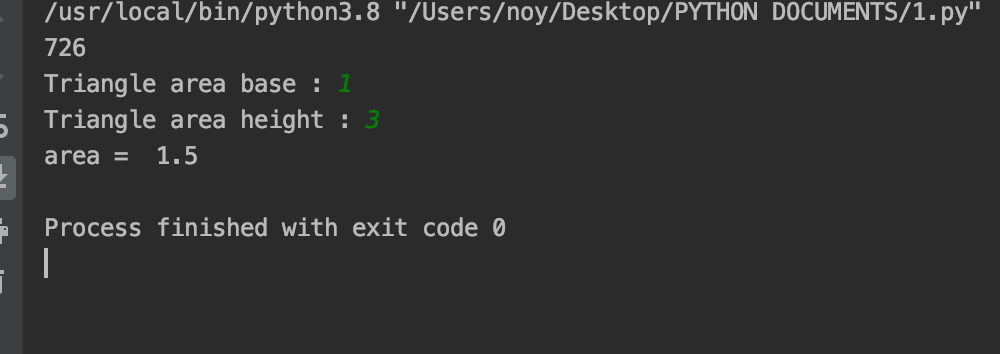 /usr/local/bin/python3.8 "/Users/noy/Desktop/PYTHON DOCUMENTS/1.py"
726
Triangle area base : 1
Triangle area height : 3
area =  1.5
Process finished with exit code 0